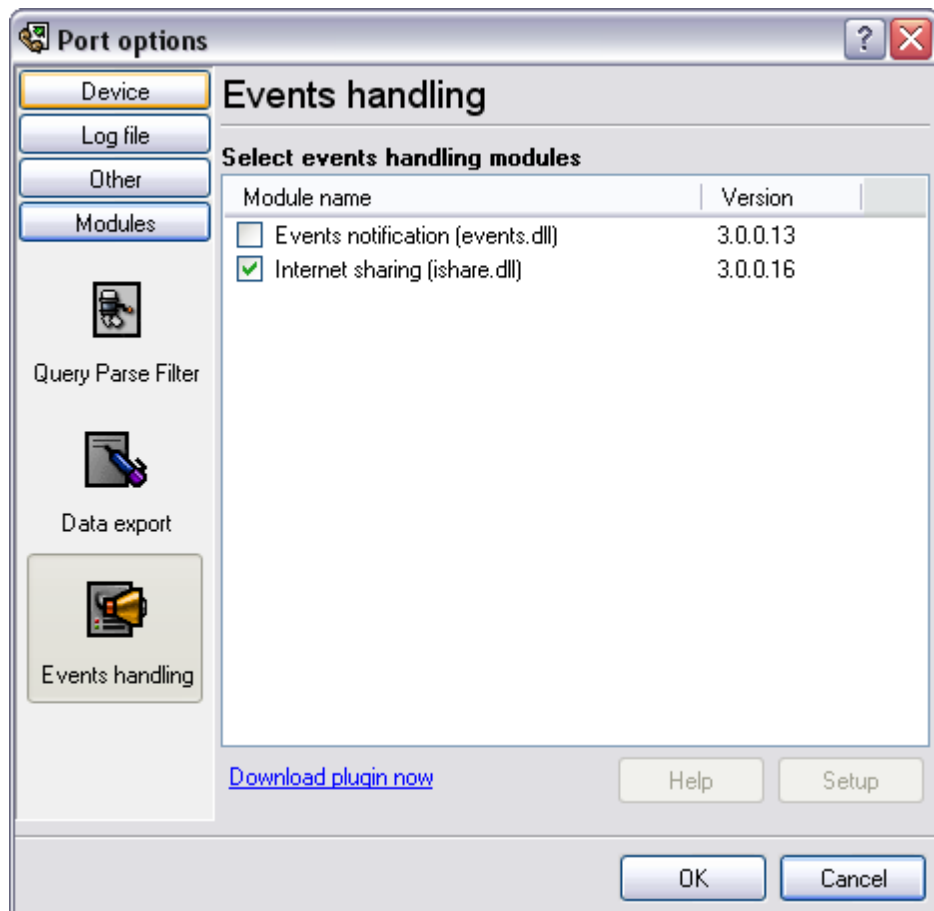 Port options
Device
Log file
Other
Modules
Query Parse Filter
Data export
Events handling
Events handling
Select events handling modules
Module name Version
Events notification (events.dll) 3.0.0.13
Internet sharing (ishare.dll) 3.0.0.16
Download plugin now
Help Setup
OK Cancel